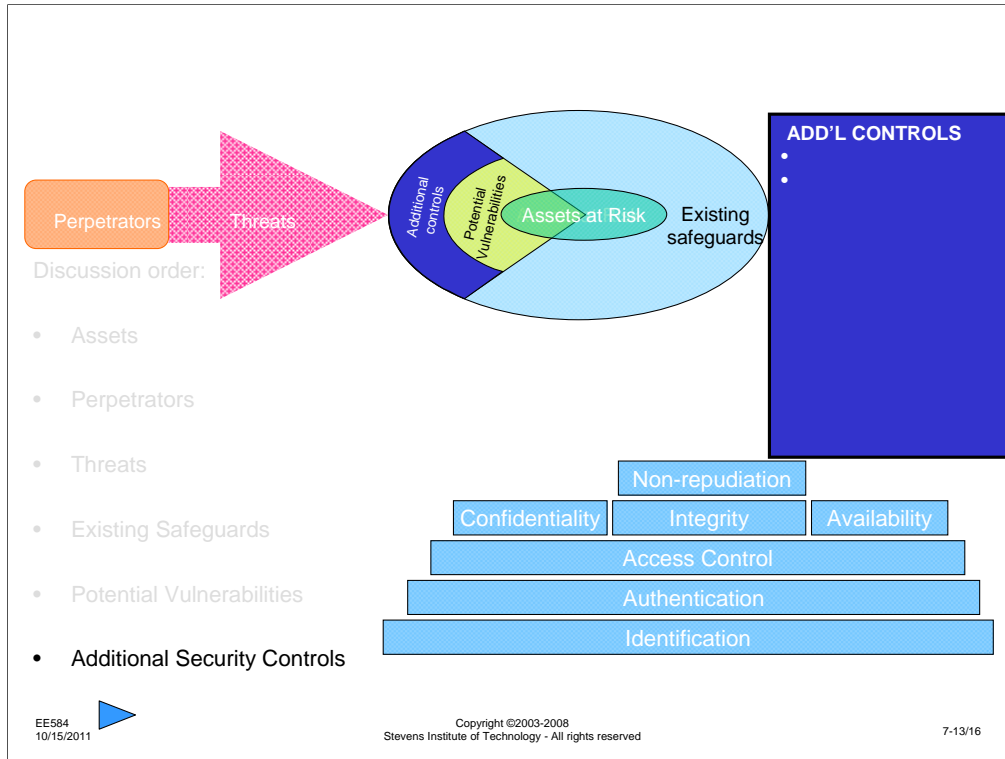 ADD'L CONTROLS
•
•
Perpetrators
Threats
Additional
controls
Potential
Vulnerabilities
Assets at Risk
Existing
safeguards
Discussion order:
• Assets
• Perpetrators
• Threats
• Existing Safeguards
• Potential Vulnerabilities
• Additional Security Controls
Non-repudiation
Confidentiality
Integrity
Availability
Access Control
Authentication
Identification
EE584
10/15/2011
Copyright ©2003-2008
Stevens Institute of Technology - All rights reserved
7-13/16